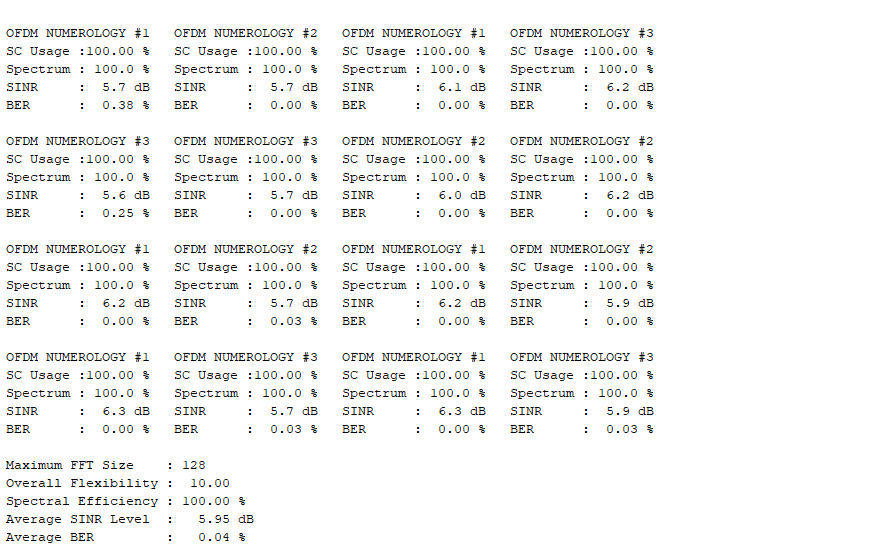 OFDM NUMEROLOGY #1   OFDM NUMEROLOGY #2   OFDM NUMEROLOGY #1   OFDM NUMEROLOGY #3
SC Usage :100.00 %   SC Usage :100.00 %   SC Usage :100.00 %   SC Usage :100.00 %
Spectrum : 100.0 %   Spectrum : 100.0 %   Spectrum : 100.0 %   Spectrum : 100.0 %
SINR     :  5.7 dB   SINR     :  5.7 dB   SINR     :  6.1 dB   SINR     :  6.2 dB
BER      :  0.38 %   BER      :  0.00 %   BER      :  0.00 %   BER      :  0.00 %

OFDM NUMEROLOGY #3   OFDM NUMEROLOGY #3   OFDM NUMEROLOGY #2   OFDM NUMEROLOGY #2
SC Usage :100.00 %   SC Usage :100.00 %   SC Usage :100.00 %   SC Usage :100.00 %
Spectrum : 100.0 %   Spectrum : 100.0 %   Spectrum : 100.0 %   Spectrum : 100.0 %
SINR     :  5.6 dB   SINR     :  5.7 dB   SINR     :  6.0 dB   SINR     :  6.2 dB
BER      :  0.25 %   BER      :  0.00 %   BER      :  0.00 %   BER      :  0.00 %

OFDM NUMEROLOGY #1   OFDM NUMEROLOGY #2   OFDM NUMEROLOGY #1   OFDM NUMEROLOGY #2
SC Usage :100.00 %   SC Usage :100.00 %   SC Usage :100.00 %   SC Usage :100.00 %
Spectrum : 100.0 %   Spectrum : 100.0 %   Spectrum : 100.0 %   Spectrum : 100.0 %
SINR     :  6.2 dB   SINR     :  5.7 dB   SINR     :  6.2 dB   SINR     :  5.9 dB
BER      :  0.00 %   BER      :  0.03 %   BER      :  0.00 %   BER      :  0.00 %

OFDM NUMEROLOGY #1   OFDM NUMEROLOGY #3   OFDM NUMEROLOGY #1   OFDM NUMEROLOGY #3
SC Usage :100.00 %   SC Usage :100.00 %   SC Usage :100.00 %   SC Usage :100.00 %
Spectrum : 100.0 %   Spectrum : 100.0 %   Spectrum : 100.0 %   Spectrum : 100.0 %
SINR     :  6.3 dB   SINR     :  5.7 dB   SINR     :  6.3 dB   SINR     :  5.9 dB
BER      :  0.00 %   BER      :  0.03 %   BER      :  0.00 %   BER      :  0.03 %

Maximum FFT Size    : 128
Overall Flexibility :  10.00
Spectral Efficiency : 100.00 %
Average SINR Level  :   5.95 dB
Average BER         :   0.04 %